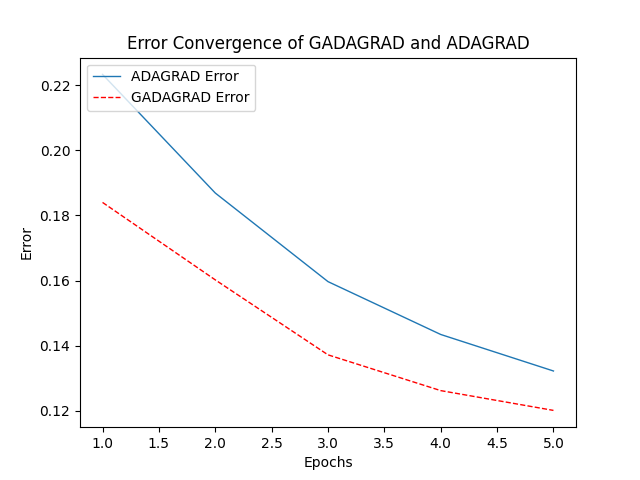 Error Convergence of GADAGRAD and ADAGRAD
ADAGRAD Error
GADAGRAD Error
0.22
0.20
0.18
0.16
0.14
0.12
Error
1.0 1.5 2.0 2.5 3.0 3.5 4.0 4.5 5.0
Epochs